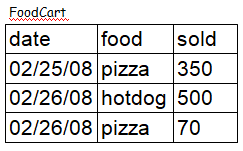 FoodCart
date food sold
02/25/08 pizza 350
02/26/08 hotdog 500
02/26/08 pizza 70